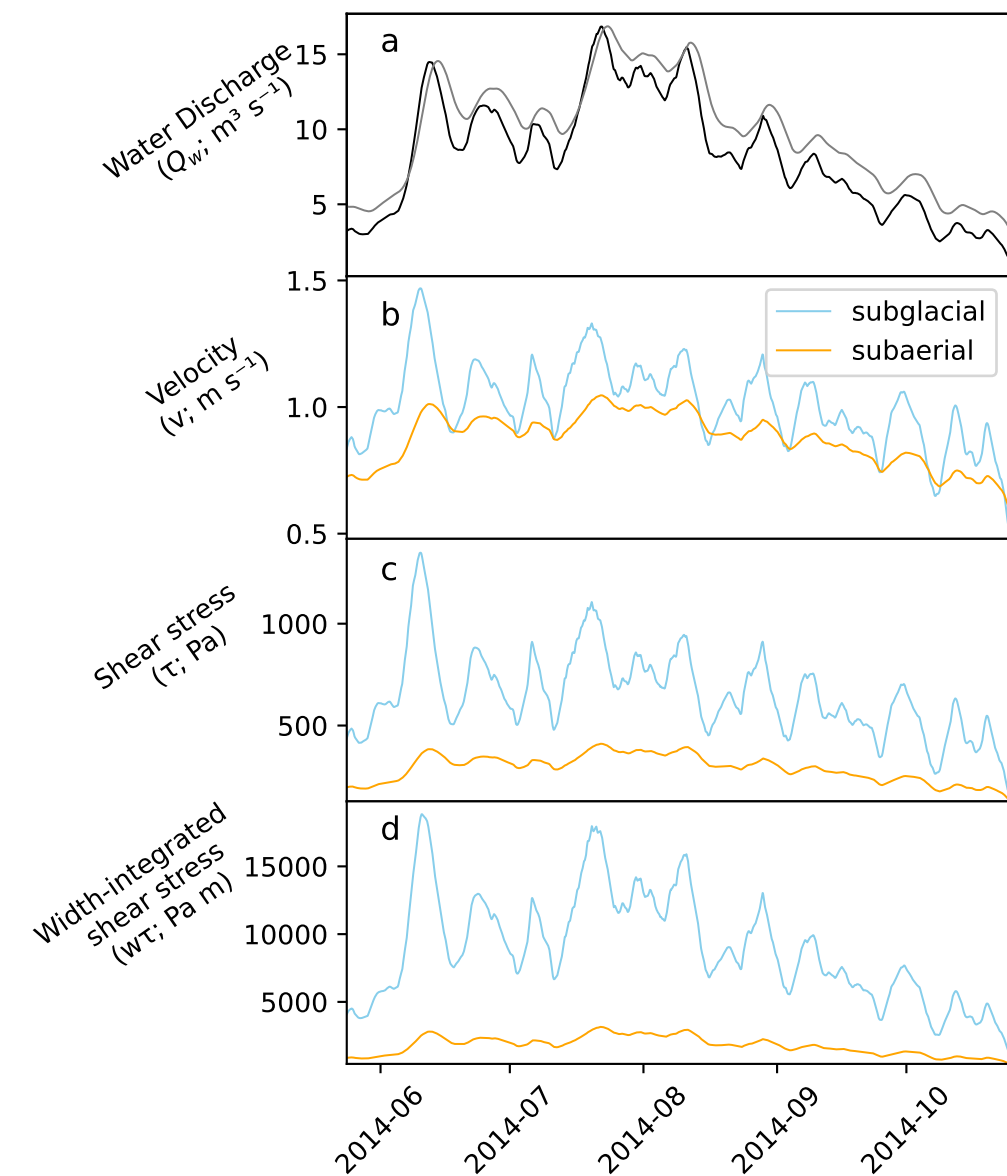 Water Discharge
(Qw; m³ s⁻¹)
a
15
10
5
Velocity
(v; m s⁻¹)
b
1.5
1.0
0.5
subglacial
subaerial
Shear stress
(τ; Pa)
c
1000
500
Width-integrated
shear stress
(wτ; Pa m)
d
15000
10000
5000
2014-06
2014-07
2014-08
2014-09
2014-10